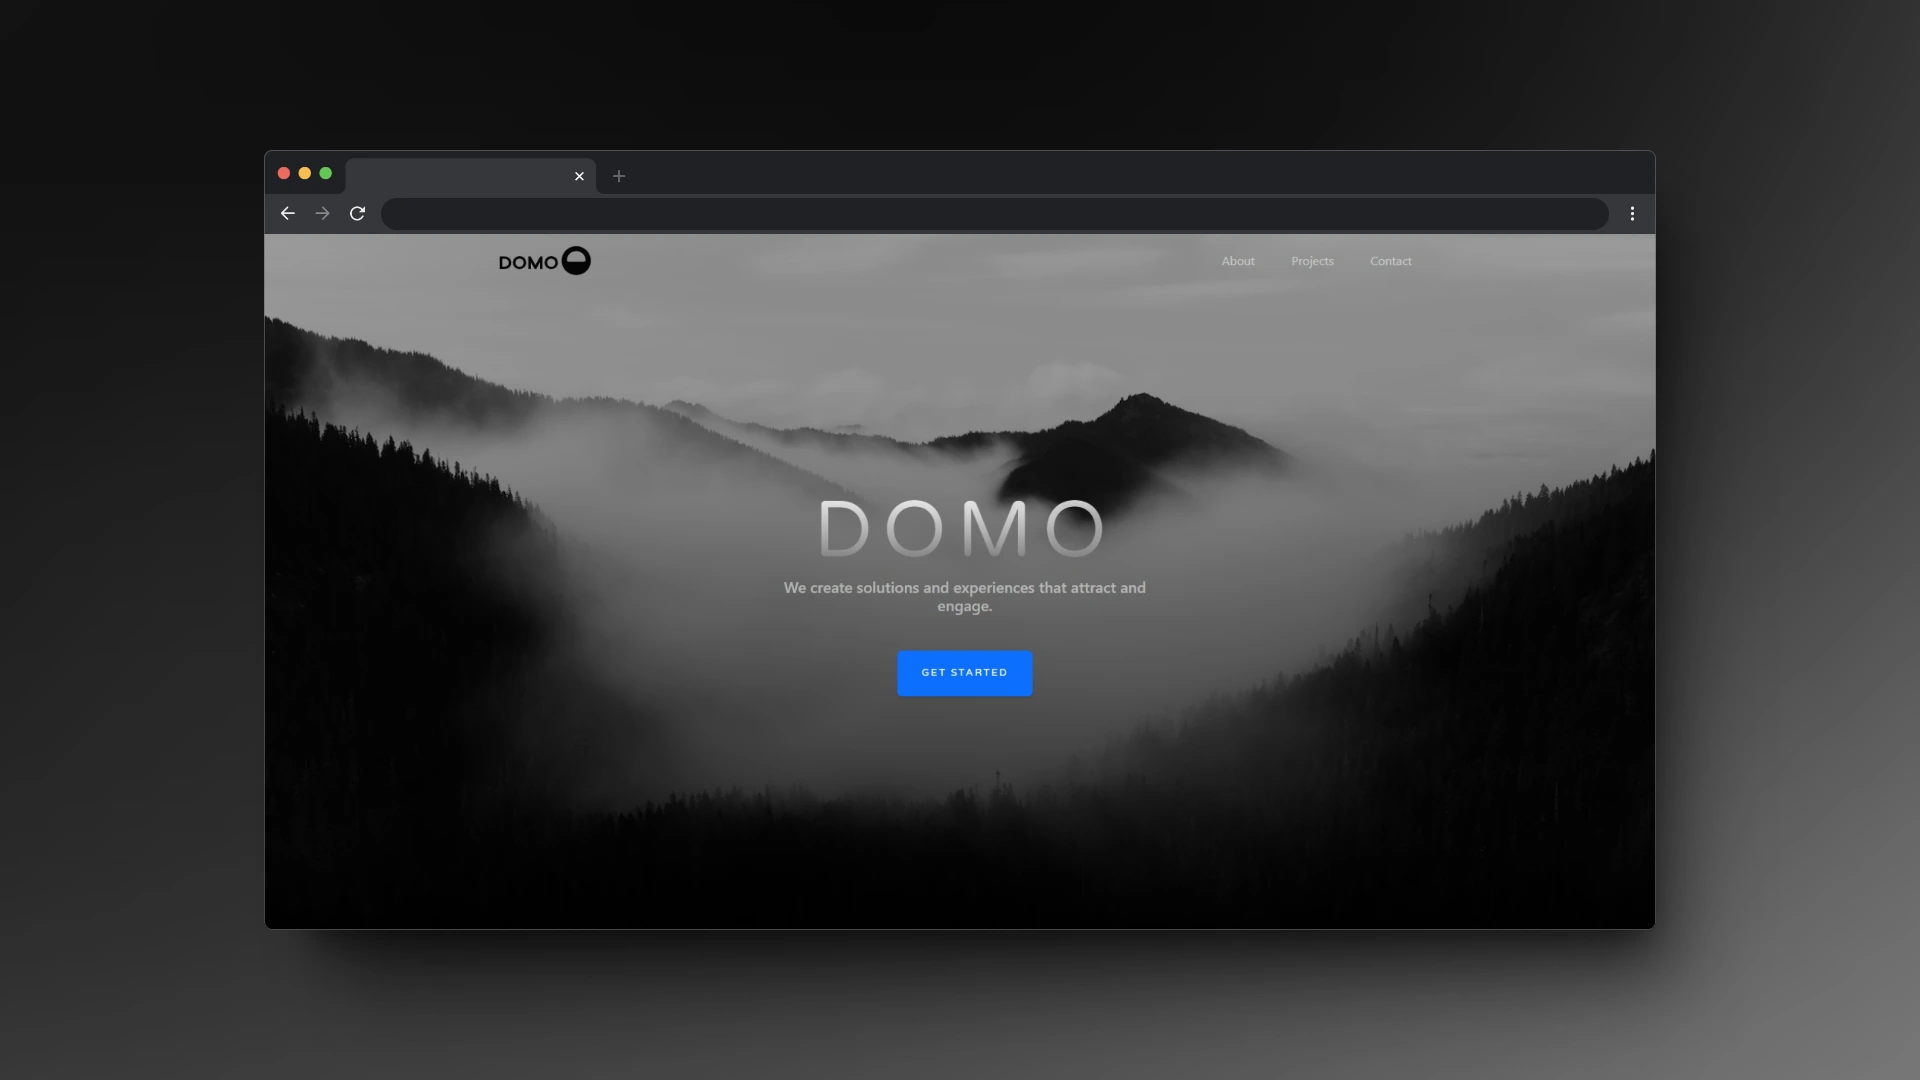 DOMO
About Projects Contact
DOMO
We create solutions and experiences that attract and
engage.
GET STARTED